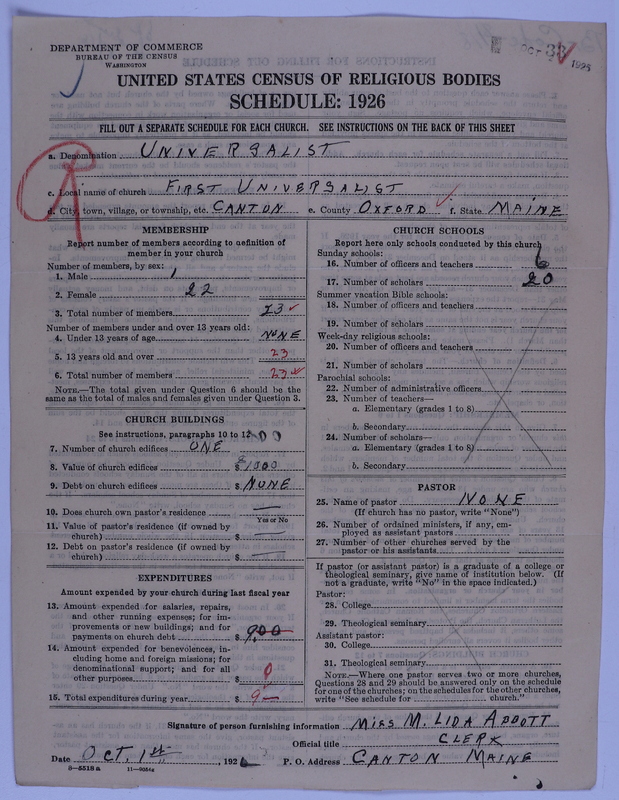 DEPARTMENT OF COMMERCE
BUREAU OF THE CENSUS
WASHINGTON
OCT
1926
UNITED STATES CENSUS OF RELIGIOUS BODIES
SCHEDULE: 1926
FILL OUT A SEPARATE SCHEDULE FOR EACH CHURCH. SEE INSTRUCTIONS ON THE BACK OF THIS SHEET
a. Denomination UNIVERSALIST
c. Local name of church FIRST UNIVERSALIST
d. City, town, village, or township, etc. CANTON e. County OXFORD f. State MAINE
MEMBERSHIP
Report number of members according to definition of
member in your church
Number of members, by sex:
1. Male 1
2. Female 22
3. Total number of members 23
Number of members under and over 13 years old:
4. Under 13 years of age NONE
5. 13 years old and over 23
6. Total number of members 23
NOTE.—The total given under Question 6 should be the
same as the total of males and females given under Question 3.
CHURCH BUILDINGS
See instructions, paragraphs 10 to 12
7. Number of church edifices ONE
8. Value of church edifices $ 1000
9. Debt on church edifices $ NONE
10. Does church own pastor's residence
Yes or No
11. Value of pastor's residence (if owned by
church) $
12. Debt on pastor's residence (if owned by
church) $
EXPENDITURES
Amount expended by your church during last fiscal year
13. Amount expended for salaries, repairs,
and other running expenses; for im-
provements or new buildings; and for
payments on church debt $ 9.00
14. Amount expended for benevolences, in-
cluding home and foreign missions; for
denominational support; and for all
other purposes $ 0
15. Total expenditures during year $ 9—
CHURCH SCHOOLS
Report here only schools conducted by this church
Sunday schools:
16. Number of officers and teachers 6
17. Number of scholars 20
Summer vacation Bible schools:
18. Number of officers and teachers
19. Number of scholars
Week-day religious schools:
20. Number of officers and teachers
21. Number of scholars
Parochial schools:
22. Number of administrative officers
23. Number of teachers—
a. Elementary (grades 1 to 8)
b. Secondary
24. Number of scholars—
a. Elementary (grades 1 to 8)
b. Secondary
PASTOR
25. Name of pastor NONE
(If church has no pastor, write "None")
26. Number of ordained ministers, if any, em-
ployed as assistant pastors
27. Number of other churches served by the
pastor or his assistants
If pastor (or assistant pastor) is a graduate of a college or
theological seminary, give name of institution below. (If
not a graduate, write "No" in the space indicated.)
Pastor:
28. College
29. Theological seminary
Assistant pastor:
30. College
31. Theological seminary
NOTE.—Where one pastor serves two or more churches,
Questions 28 and 29 should be answered only on the schedule
for one of the churches; on the schedules for the other churches,
write "See schedule for church."
Signature of person furnishing information MISS M. LIDA ABBOTT
Official title CLERK
Date OCT. 1st, 1926 P. O. Address CANTON MAINE
8—5518 a 11—9054a